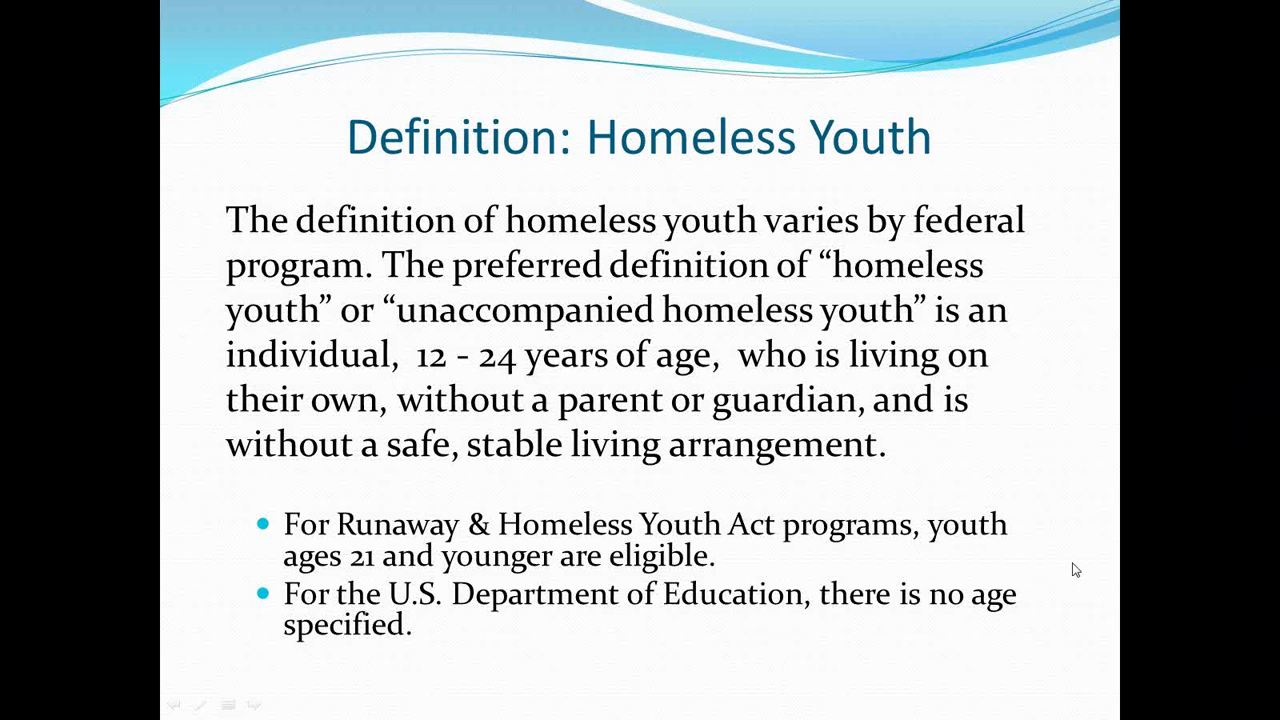 Definition: Homeless Youth
The definition of homeless youth varies by federal
program. The preferred definition of “homeless
youth” or “unaccompanied homeless youth” is an
individual,  12 - 24 years of age,  who is living on
their own, without a parent or guardian, and is
without a safe, stable living arrangement.
• For Runaway & Homeless Youth Act programs, youth
ages 21 and younger are eligible.
• For the U.S. Department of Education, there is no age
specified.